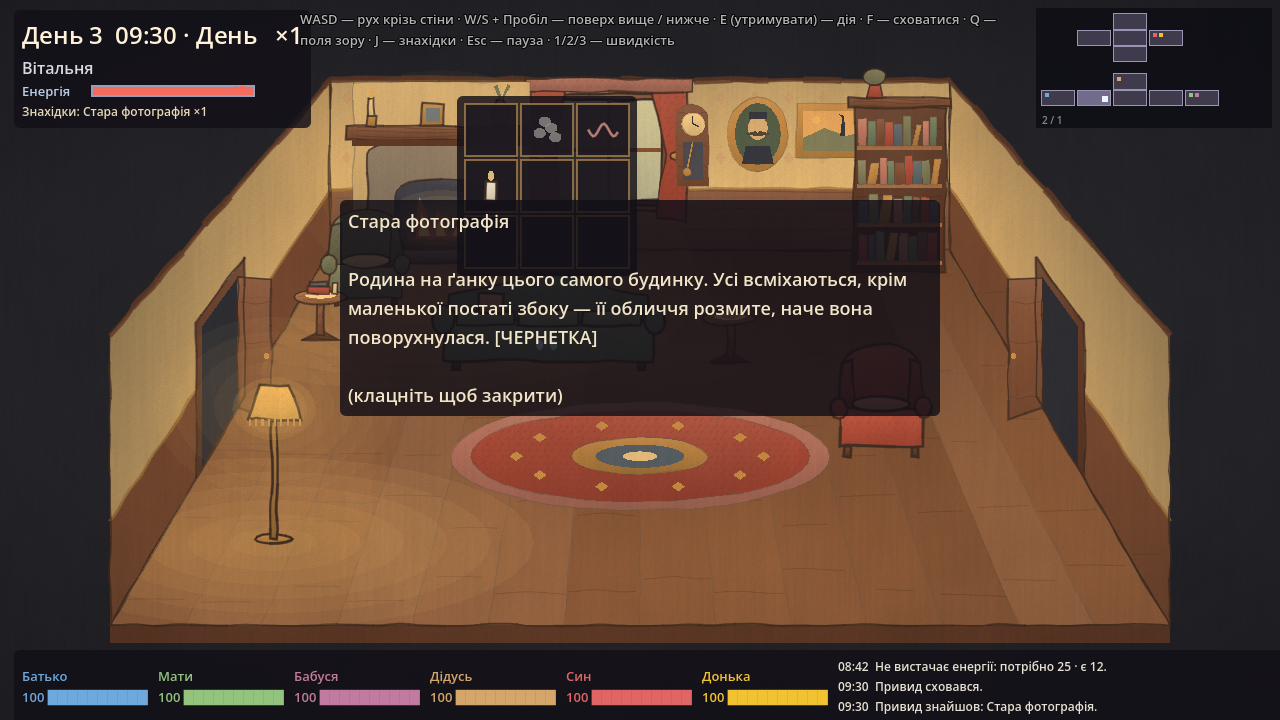 День 3 09:30 · День ×1
Вітальня
Енергія
Знахідки: Стара фотографія ×1
WASD — рух крізь стіни · W/S + Пробіл — поверх вище / нижче · E (утримувати) — дія · F — сховатися · Q —
поля зору · J — знахідки · Esc — пауза · 1/2/3 — швидкість
2 / 1
Стара фотографія
Родина на ґанку цього самого будинку. Усі всміхаються, крім
маленької постаті збоку — її обличчя розмите, наче вона
поворухнулася. [ЧЕРНЕТКА]
(клацніть щоб закрити)
Батько
100
Мати
100
Бабуся
100
Дідусь
100
Син
100
Донька
100
08:42 Не вистачає енергії: потрібно 25 · є 12.
09:30 Привид сховався.
09:30 Привид знайшов: Стара фотографія.